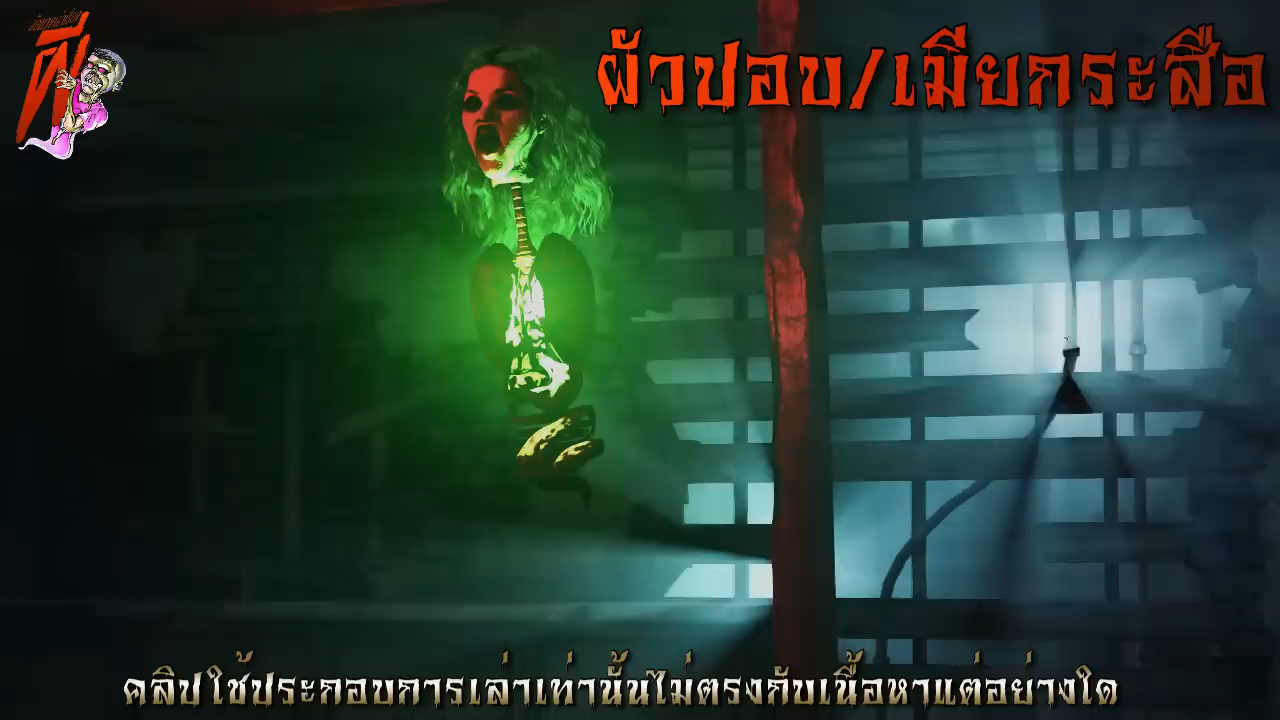 ผี
ผัวปอบ/เมียกระสือ
คลิปใช้ประกอบการเล่าเท่านั้นไม่ตรงกับเนื้อหาแต่อย่างใด